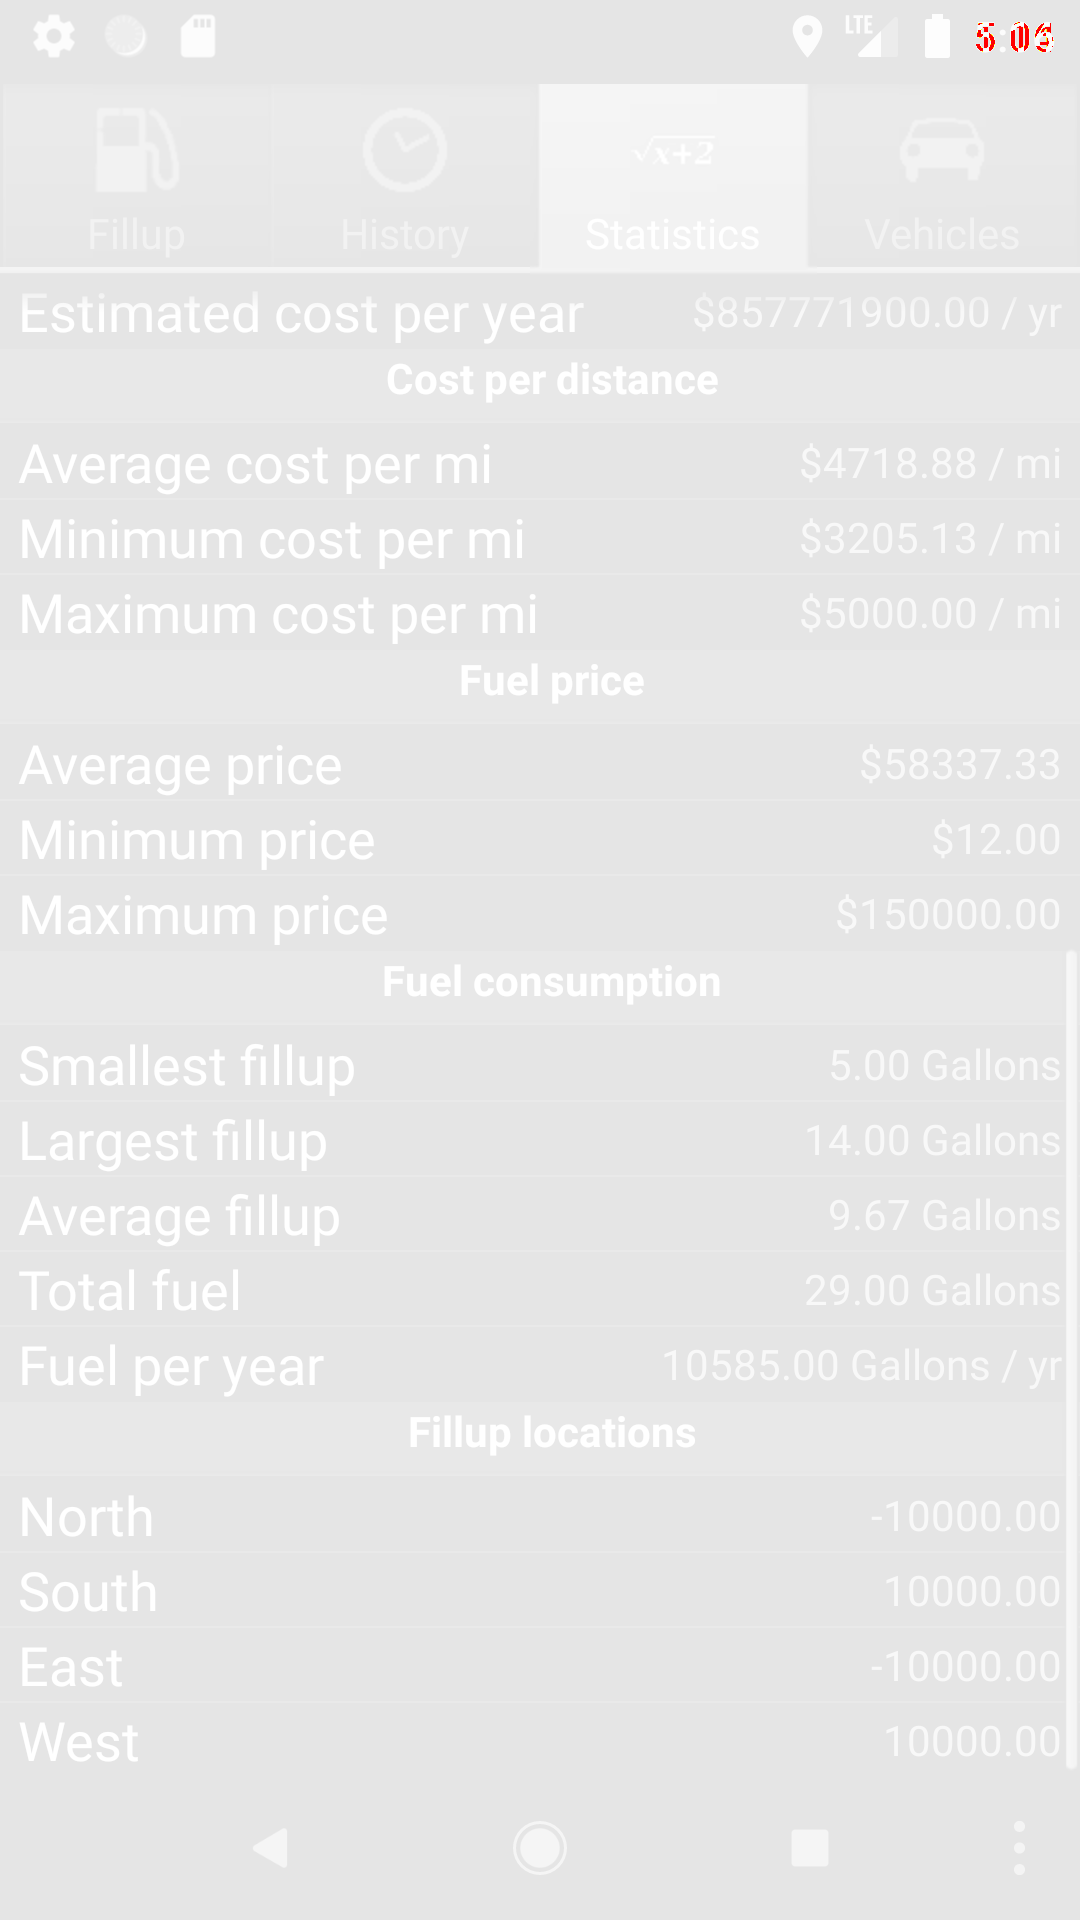 LTE
Fillup History √x+2 Statistics Vehicles
Estimated cost per year $857771900.00 / yr
Cost per distance
Average cost per mi $4718.88 / mi
Minimum cost per mi $3205.13 / mi
Maximum cost per mi $5000.00 / mi
Fuel price
Average price $58337.33
Minimum price $12.00
Maximum price $150000.00
Fuel consumption
Smallest fillup 5.00 Gallons
Largest fillup 14.00 Gallons
Average fillup 9.67 Gallons
Total fuel 29.00 Gallons
Fuel per year 10585.00 Gallons / yr
Fillup locations
North -10000.00
South 10000.00
East -10000.00
West 10000.00